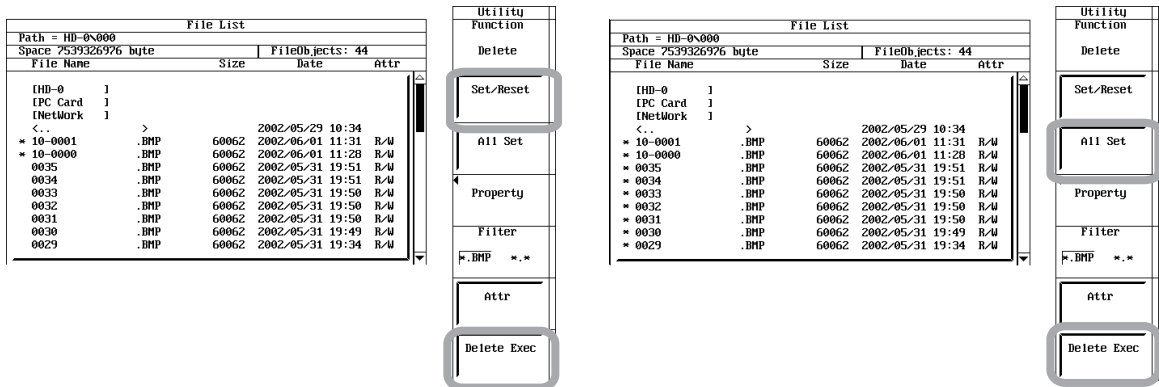 File List
Path = HD-0\000
Space 7539326976 byte FileObjects: 44
File Name Size Date Attr
[HD-0 ]
[PC Card ]
[NetWork ]
<.. > 2002/05/29 10:34
* 10-0001 .BMP 60062 2002/06/01 11:31 R/W
* 10-0000 .BMP 60062 2002/06/01 11:28 R/W
0035 .BMP 60062 2002/05/31 19:51 R/W
0034 .BMP 60062 2002/05/31 19:51 R/W
0033 .BMP 60062 2002/05/31 19:50 R/W
0032 .BMP 60062 2002/05/31 19:50 R/W
0031 .BMP 60062 2002/05/31 19:50 R/W
0030 .BMP 60062 2002/05/31 19:49 R/W
0029 .BMP 60062 2002/05/31 19:34 R/W
Utility
Function
Delete
Set/Reset
All Set
Property
Filter
*.BMP *.*
Attr
Delete Exec
File List
Path = HD-0\000
Space 7539326976 byte FileObjects: 44
File Name Size Date Attr
[HD-0 ]
[PC Card ]
[NetWork ]
<.. > 2002/05/29 10:34
* 10-0001 .BMP 60062 2002/06/01 11:31 R/W
* 10-0000 .BMP 60062 2002/06/01 11:28 R/W
* 0035 .BMP 60062 2002/05/31 19:51 R/W
* 0034 .BMP 60062 2002/05/31 19:51 R/W
* 0033 .BMP 60062 2002/05/31 19:50 R/W
* 0032 .BMP 60062 2002/05/31 19:50 R/W
* 0031 .BMP 60062 2002/05/31 19:50 R/W
* 0030 .BMP 60062 2002/05/31 19:49 R/W
* 0029 .BMP 60062 2002/05/31 19:34 R/W
Utility
Function
Delete
Set/Reset
All Set
Property
Filter
*.BMP *.*
Attr
Delete Exec